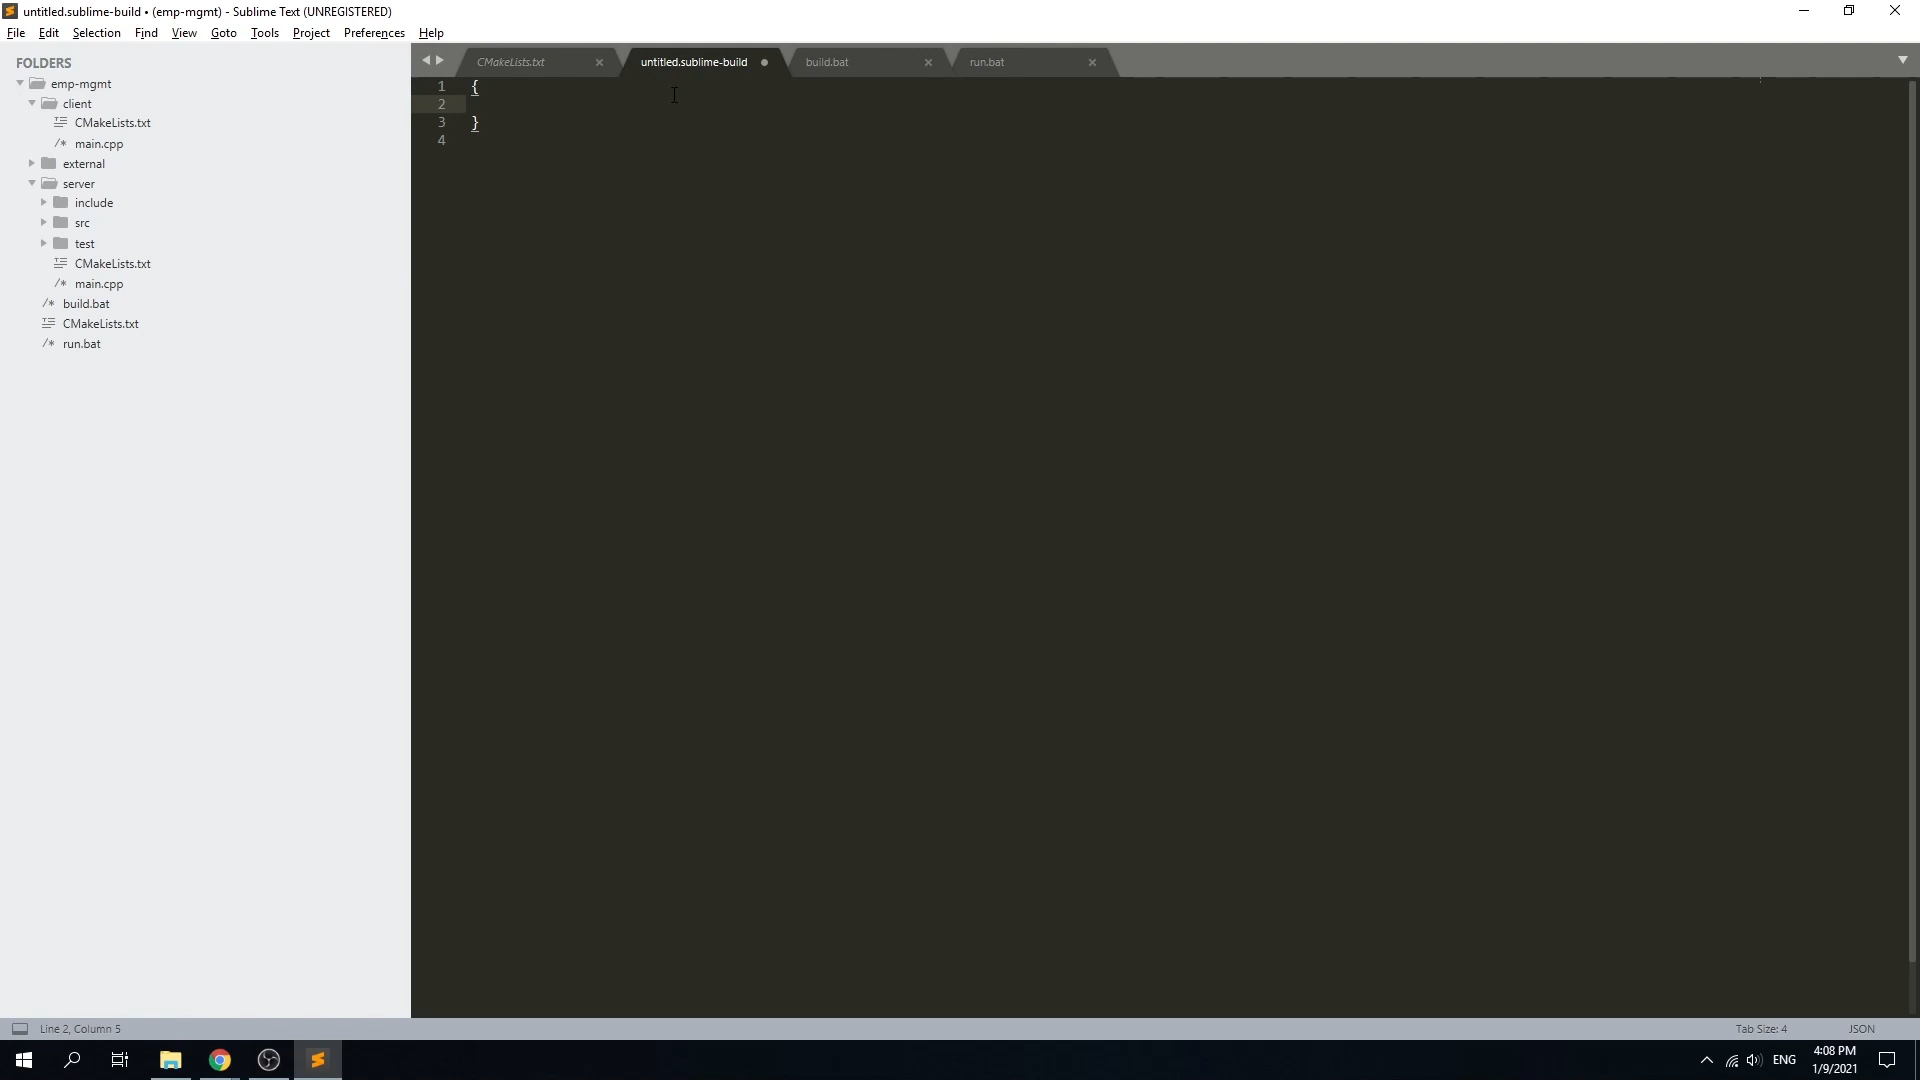 untitled.sublime-build • (emp-mgmt) - Sublime Text (UNREGISTERED)
File Edit Selection Find View Goto Tools Project Preferences Help
FOLDERS
emp-mgmt
client
CMakeLists.txt
/* main.cpp
external
server
include
src
test
CMakeLists.txt
/* main.cpp
/* build.bat
CMakeLists.txt
/* run.bat
CMakeLists.txt untitled.sublime-build build.bat run.bat
1 {
2
3 }
4
Line 2, Column 5 Tab Size: 4 JSON
ENG
4:08 PM
1/9/2021